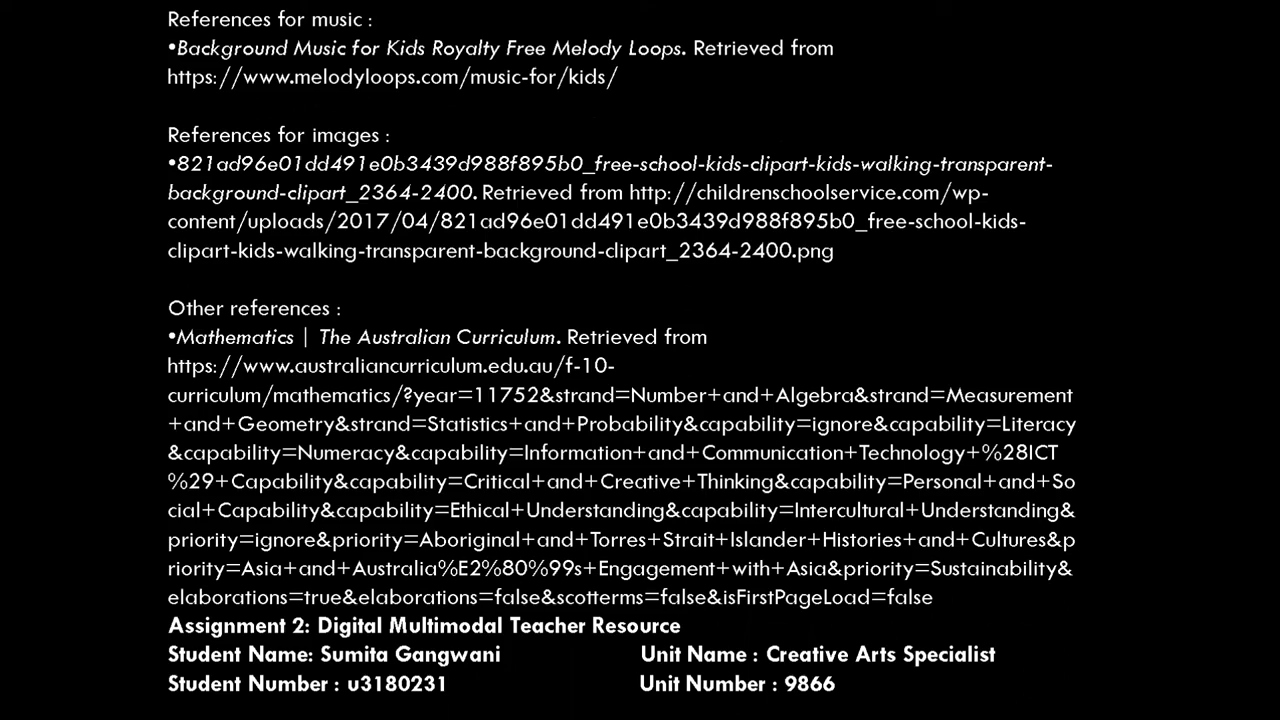 References for music :
•Background Music for Kids Royalty Free Melody Loops. Retrieved from
https://www.melodyloops.com/music-for/kids/
References for images :
•821ad96e01dd491e0b3439d988f895b0_free-school-kids-clipart-kids-walking-transparent-
background-clipart_2364-2400. Retrieved from http://childrenschoolservice.com/wp-
content/uploads/2017/04/821ad96e01dd491e0b3439d988f895b0_free-school-kids-
clipart-kids-walking-transparent-background-clipart_2364-2400.png
Other references :
•Mathematics | The Australian Curriculum. Retrieved from
https://www.australiancurriculum.edu.au/f-10-
curriculum/mathematics/?year=11752&strand=Number+and+Algebra&strand=Measurement
+and+Geometry&strand=Statistics+and+Probability&capability=ignore&capability=Literacy
&capability=Numeracy&capability=Information+and+Communication+Technology+%28ICT
%29+Capability&capability=Critical+and+Creative+Thinking&capability=Personal+and+So
cial+Capability&capability=Ethical+Understanding&capability=Intercultural+Understanding&
priority=ignore&priority=Aboriginal+and+Torres+Strait+Islander+Histories+and+Cultures&p
riority=Asia+and+Australia%E2%80%99s+Engagement+with+Asia&priority=Sustainability&
elaborations=true&elaborations=false&scotterms=false&isFirstPageLoad=false
Assignment 2: Digital Multimodal Teacher Resource
Student Name: Sumita Gangwani Unit Name : Creative Arts Specialist
Student Number : u3180231 Unit Number : 9866